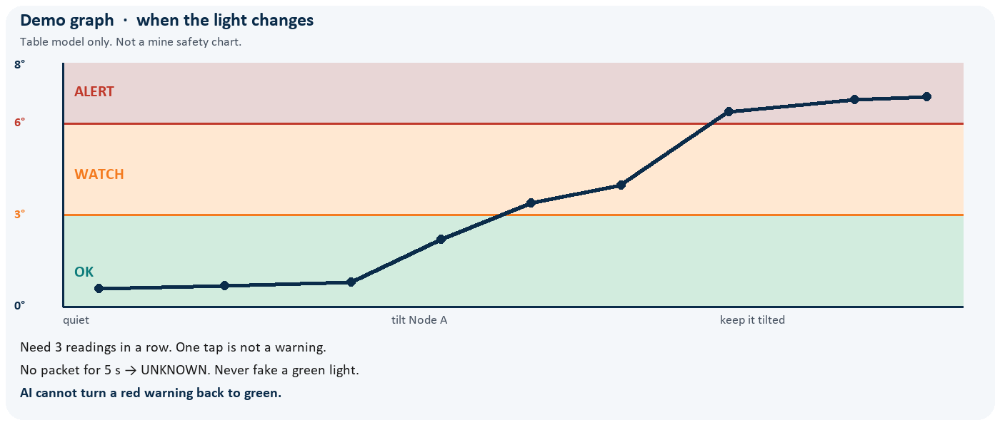 Demo graph · when the light changes
Table model only. Not a mine safety chart.
8°
ALERT
6°
WATCH
3°
OK
0°
quiet
tilt Node A
keep it tilted
Need 3 readings in a row. One tap is not a warning.
No packet for 5 s → UNKNOWN. Never fake a green light.
AI cannot turn a red warning back to green.